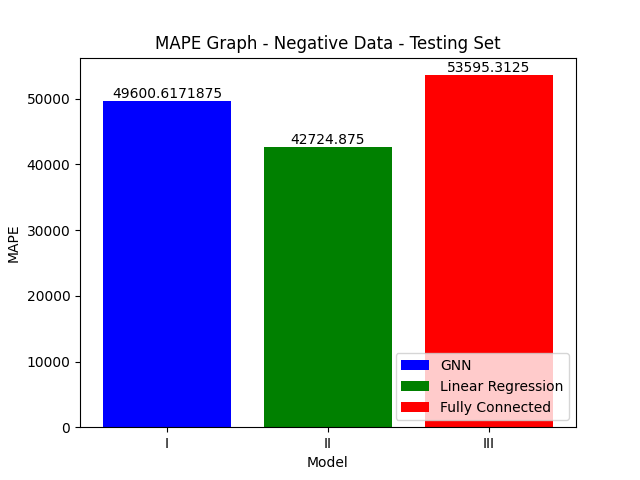 MAPE Graph - Negative Data - Testing Set
53595.3125
49600.6171875
42724.875
50000
40000
30000
20000
10000
0
MAPE
GNN
Linear Regression
Fully Connected
I
II
III
Model